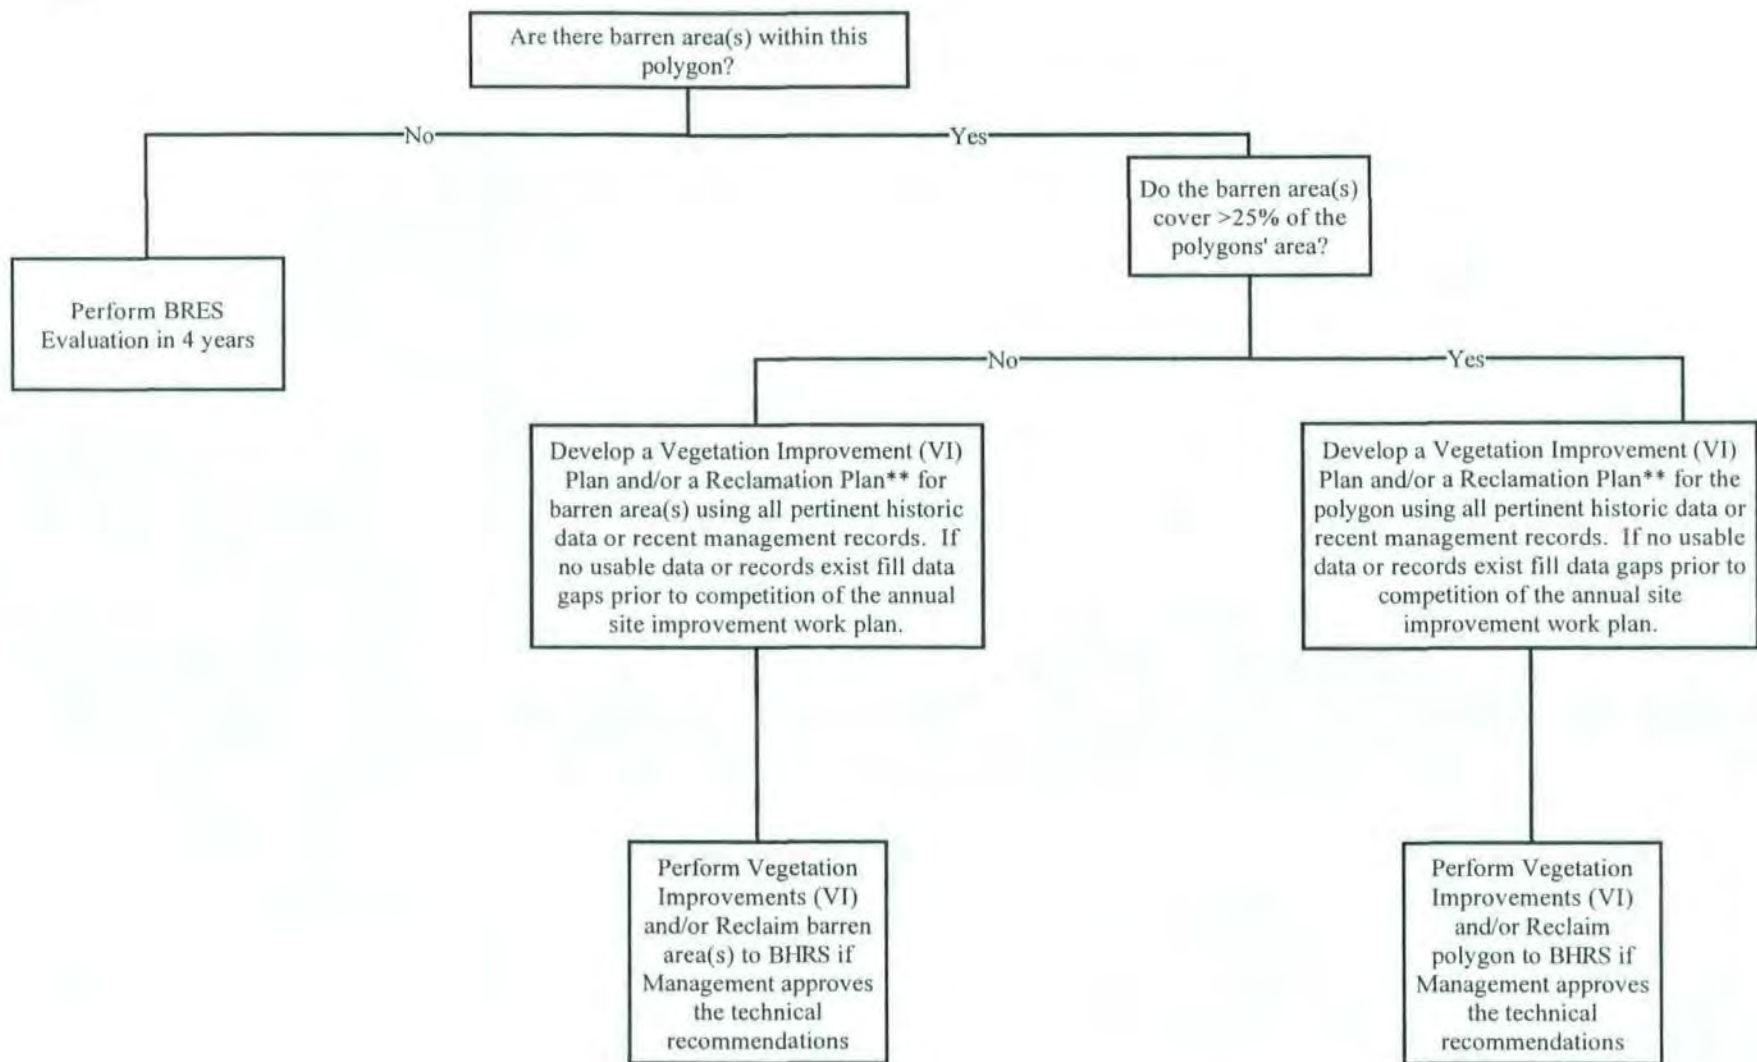 Are there barren area(s) within this
polygon?
No
Yes
Do the barren area(s)
cover >25% of the
polygons' area?
Perform BRES
Evaluation in 4 years
No
Yes
Develop a Vegetation Improvement (VI)
Plan and/or a Reclamation Plan** for
barren area(s) using all pertinent historic
data or recent management records. If
no usable data or records exist fill data
gaps prior to competition of the annual
site improvement work plan.
Develop a Vegetation Improvement (VI)
Plan and/or a Reclamation Plan** for the
polygon using all pertinent historic data or
recent management records. If no usable
data or records exist fill data gaps prior to
competition of the annual site
improvement work plan.
Perform Vegetation
Improvements (VI)
and/or Reclaim barren
area(s) to BHRS if
Management approves
the technical
recommendations
Perform Vegetation
Improvements (VI)
and/or Reclaim
polygon to BHRS if
Management approves
the technical
recommendations